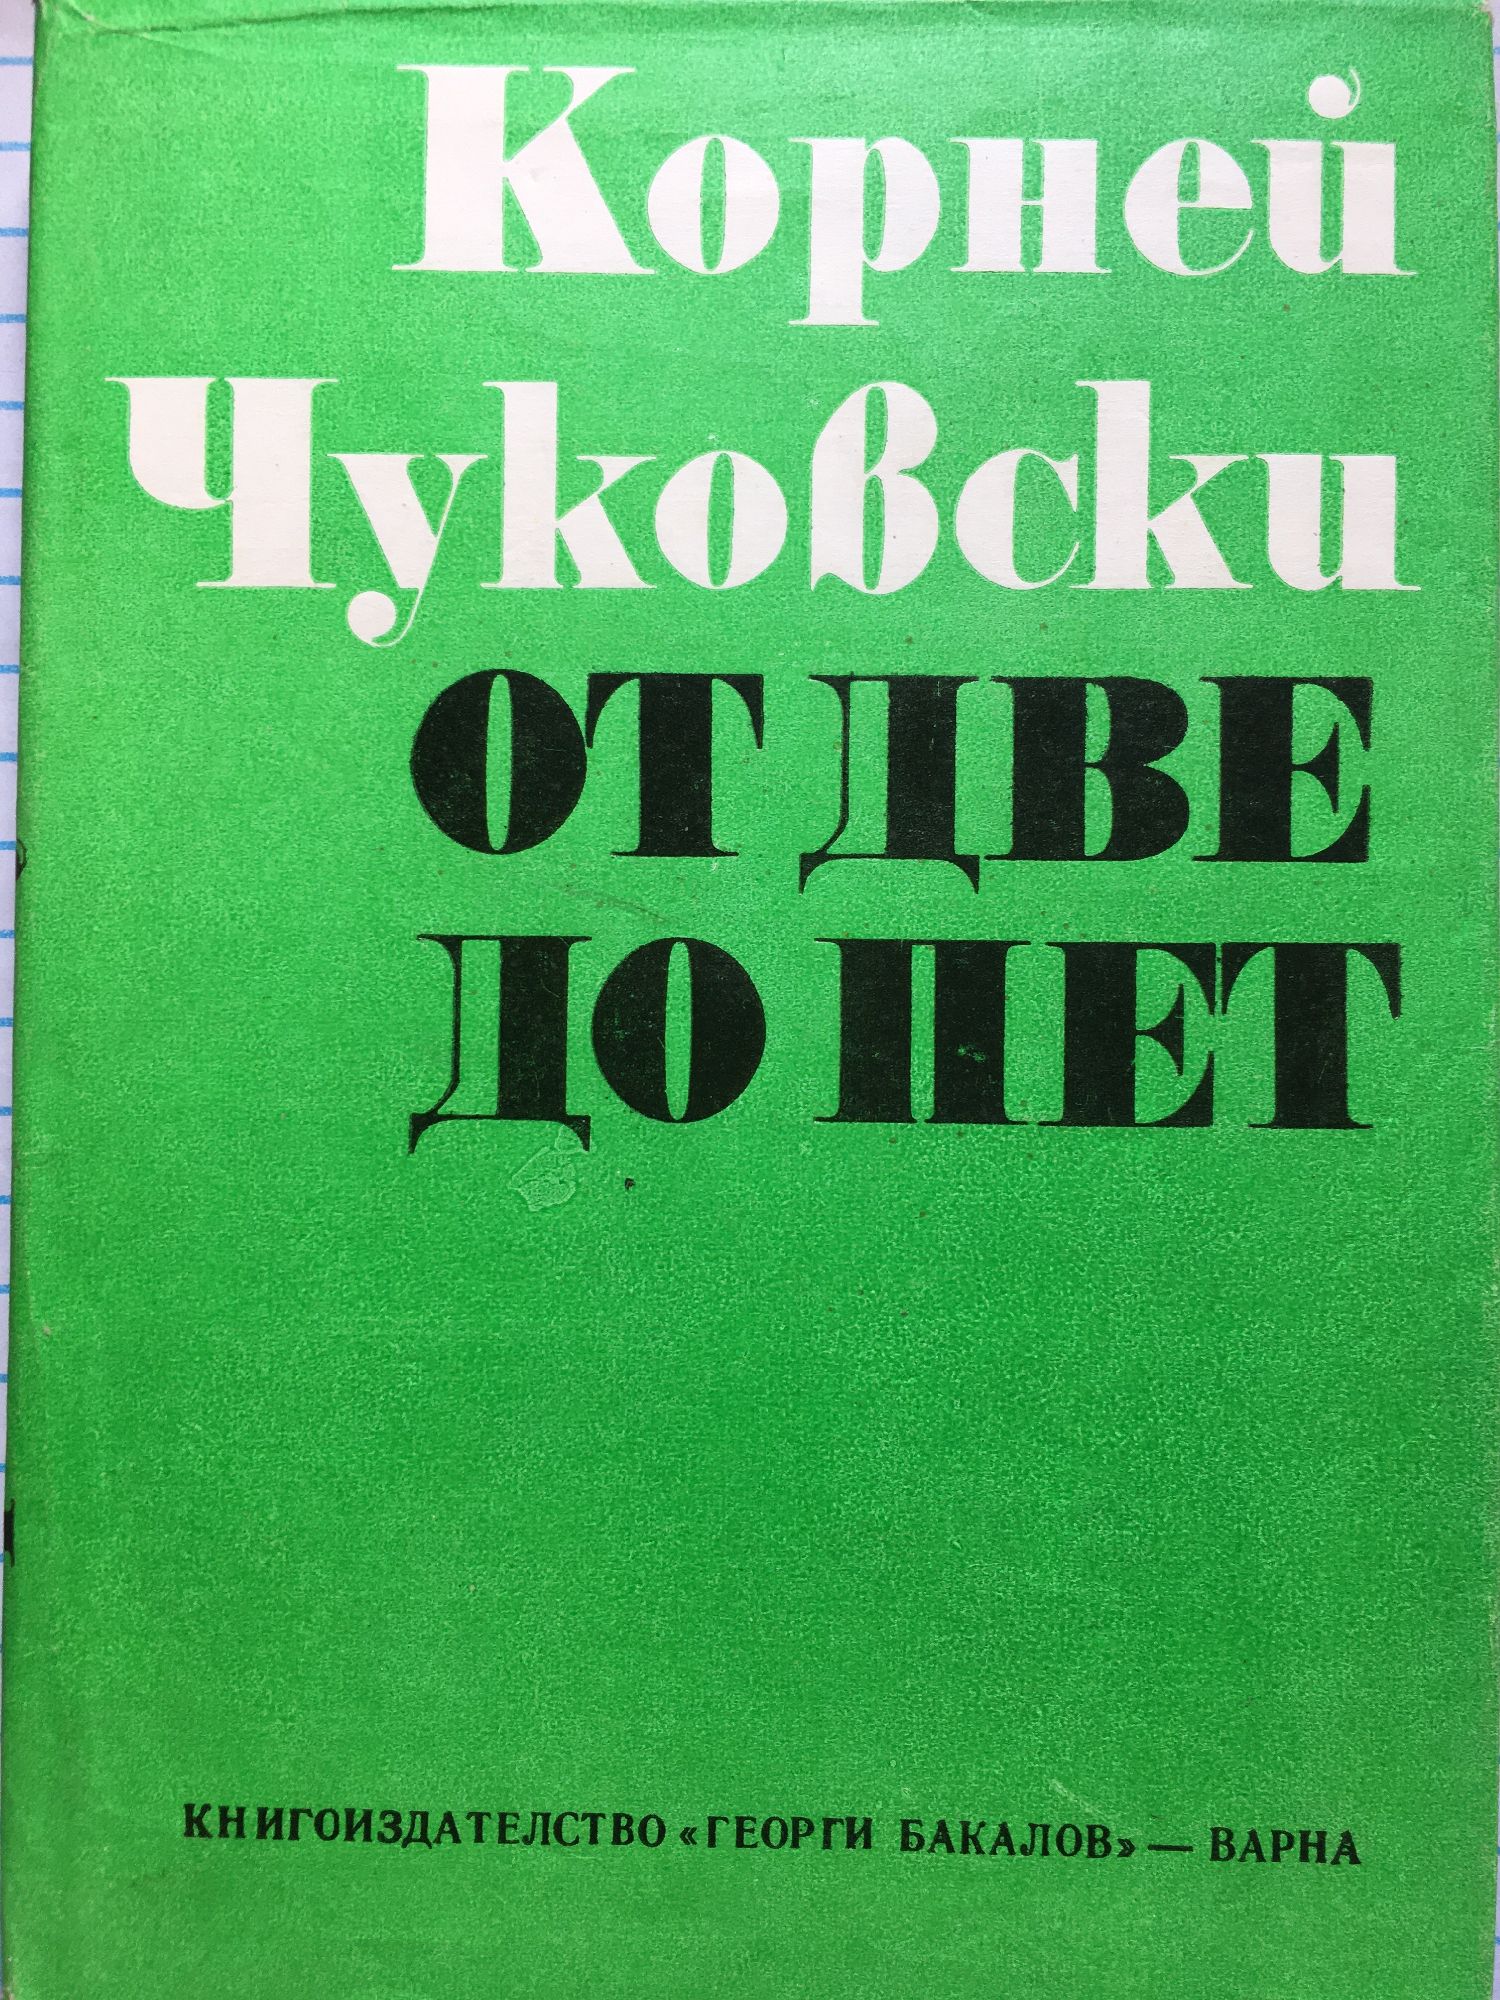 Корней
Чуковски
ОТ ДВЕ
ДО ПЕТ
КНИГОИЗДАТЕЛСТВО «ГЕОРГИ БАКАЛОВ» — ВАРНА